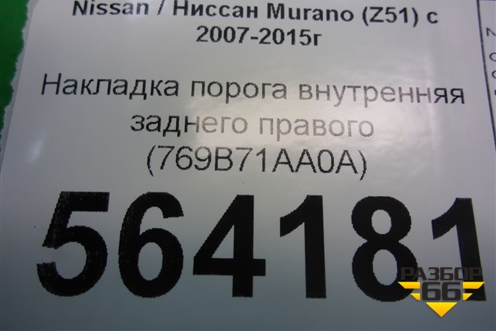 Nissan / Ниссан Murano (Z51) с
2007-2015г
Накладка порога внутренняя
заднего правого
(769B71AA0A)
564181
РАЗБОР
66